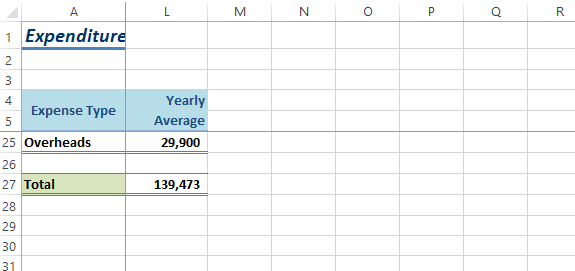 A L M N O P Q R
1 Expenditure
2
3
4 Yearly
Expense Type
5 Average
25 Overheads 29,900
26
27 Total 139,473
28
29
30
31